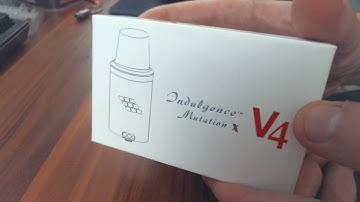 Indulgence™
Mutation X
V4